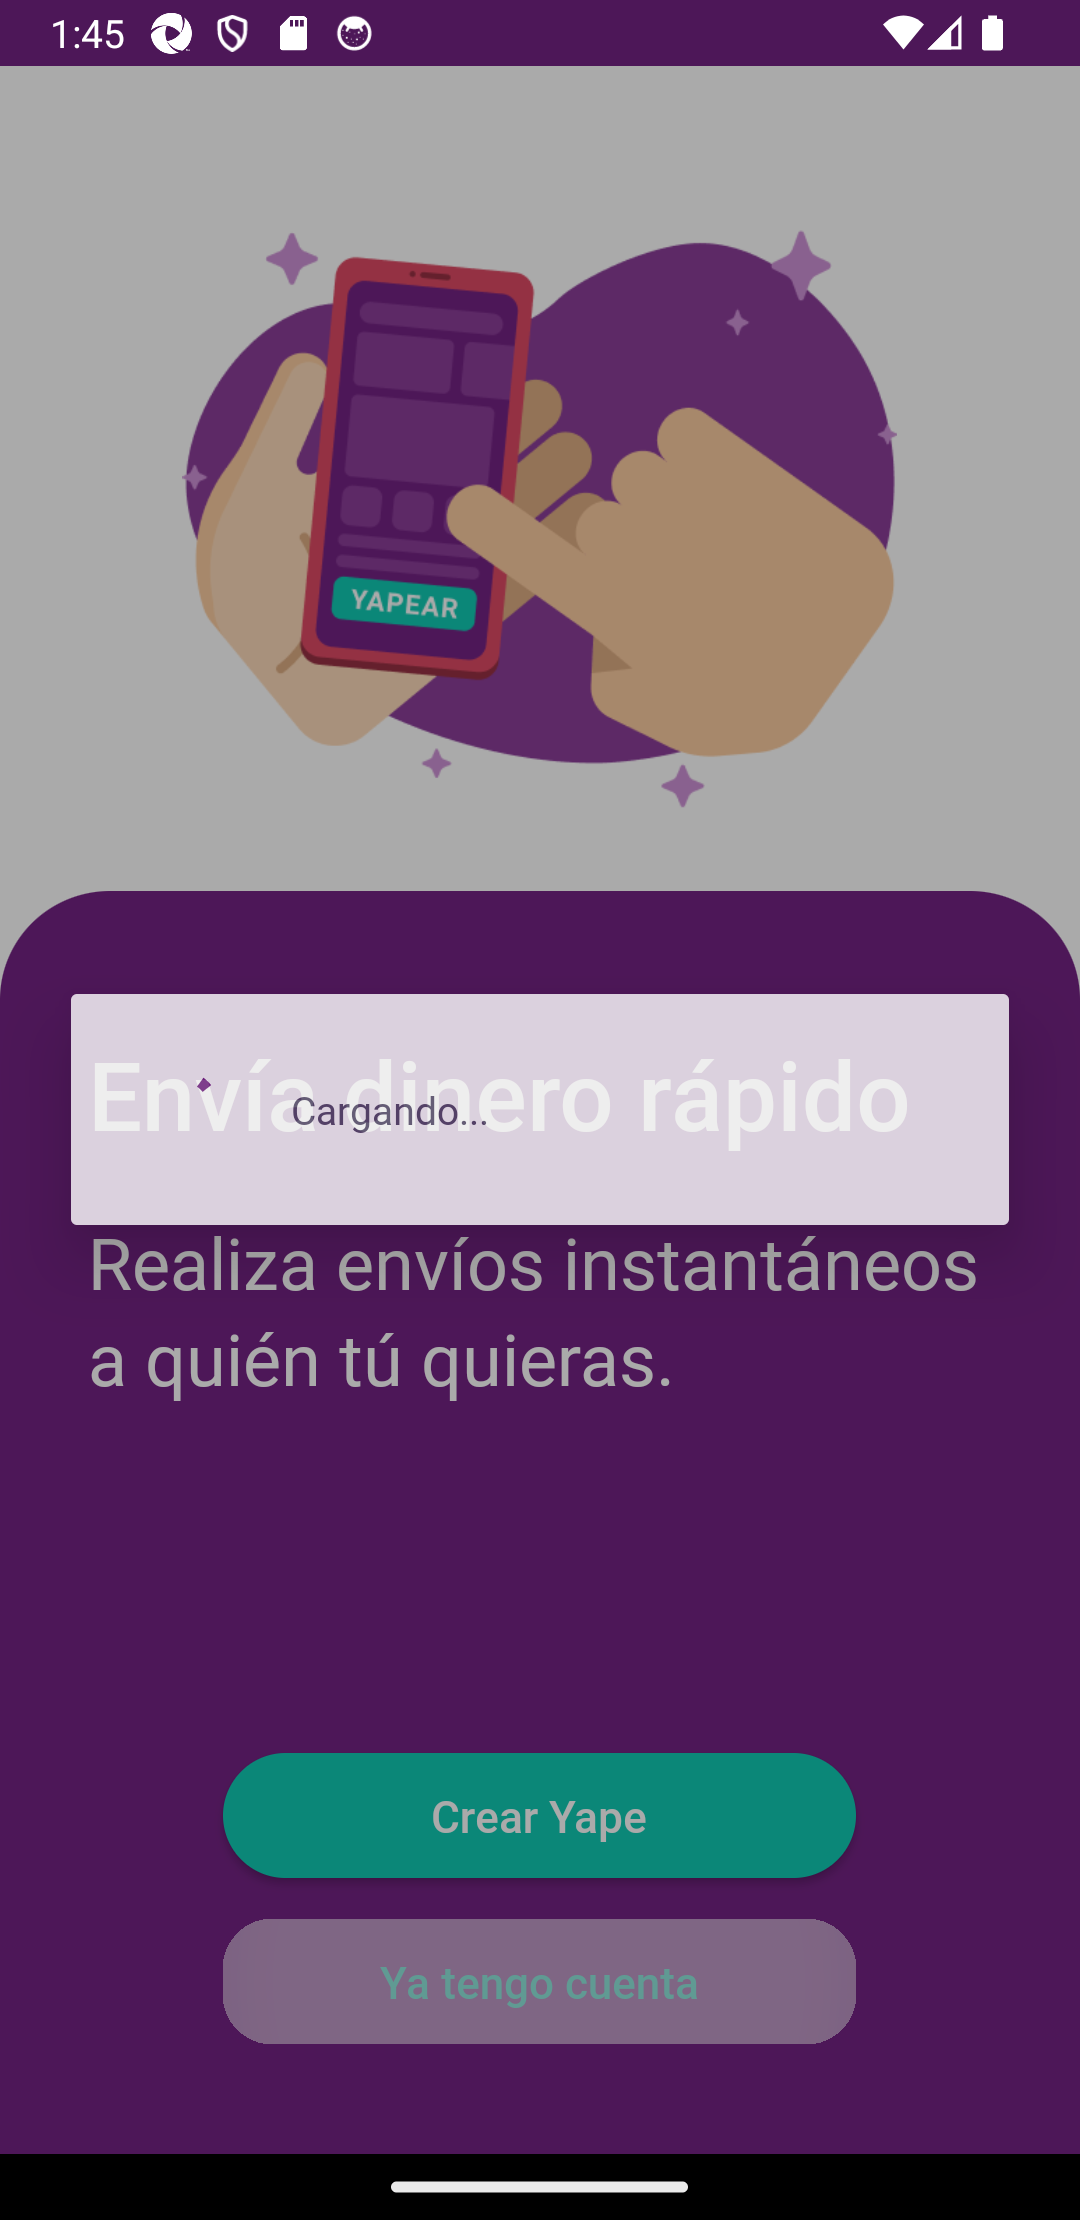 1:45
YAPEAR
Envía dinero rápido
Cargando...
Realiza envíos instantáneos
a quién tú quieras.
Crear Yape
Ya tengo cuenta